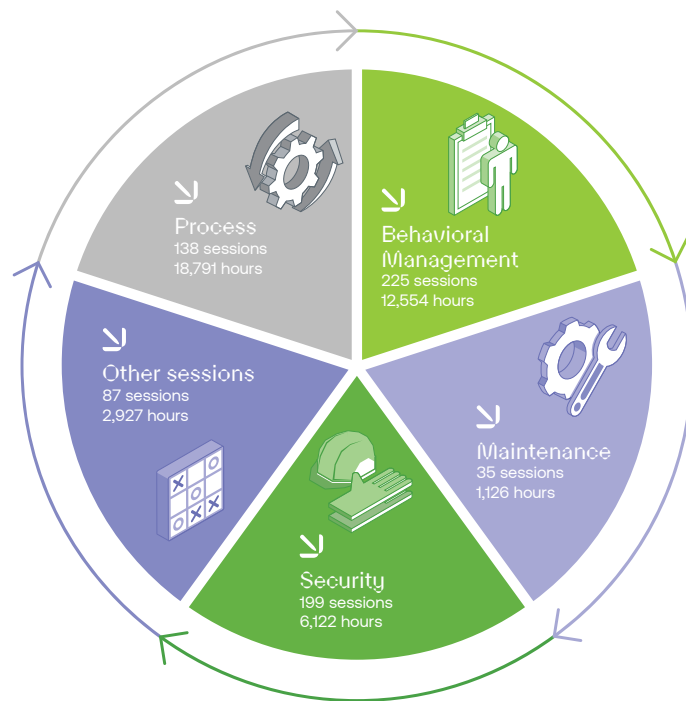 Process
138 sessions
18,791 hours
Behavioral
Management
225 sessions
12,554 hours
Other sessions
87 sessions
2,927 hours
Maintenance
35 sessions
1,126 hours
Security
199 sessions
6,122 hours